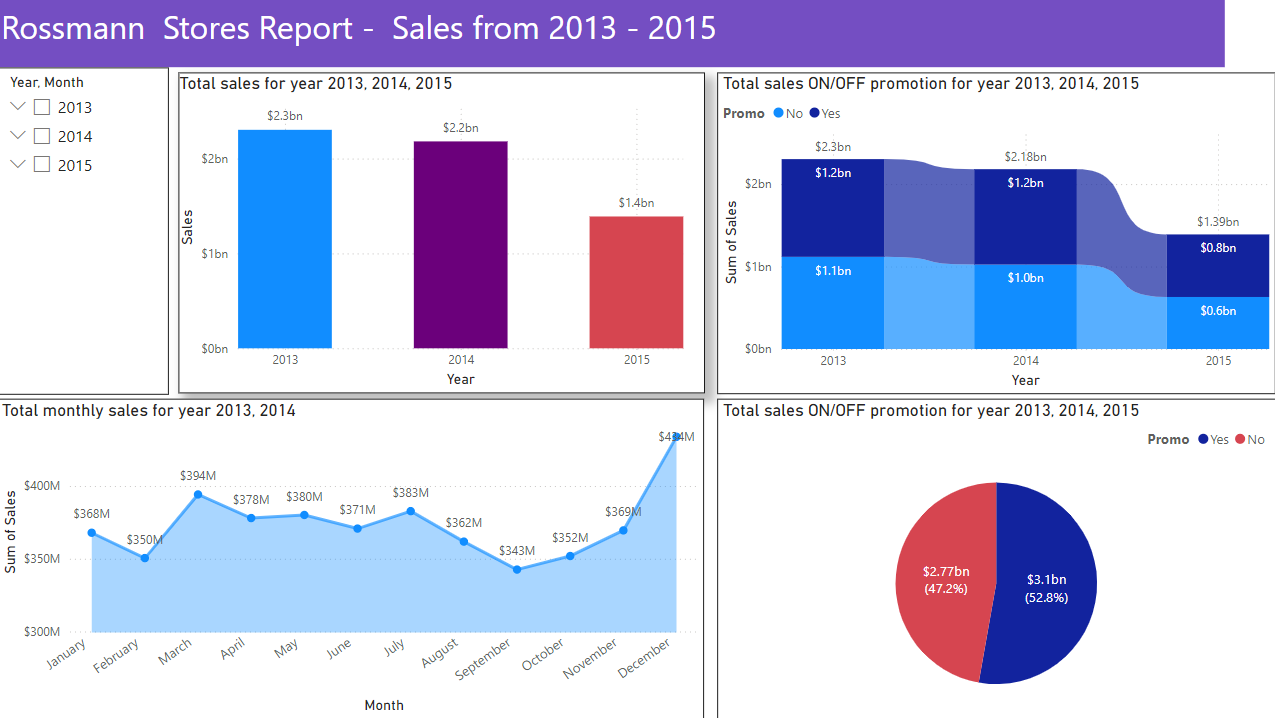 Rossmann  Stores Report -  Sales from 2013 - 2015
Year, Month
2013
2014
2015
Total sales for year 2013, 2014, 2015
$2.3bn
$2.2bn
$1.4bn
$2bn
$1bn
$0bn
Sales
2013
2014
2015
Year
Total sales ON/OFF promotion for year 2013, 2014, 2015
Promo No Yes
$2.3bn
$2.18bn
$1.39bn
$1.2bn
$1.2bn
$0.8bn
$1.1bn
$1.0bn
$0.6bn
$2bn
$1bn
$0bn
Sum of Sales
2013
2014
2015
Year
Total monthly sales for year 2013, 2014
$400M
$350M
$300M
Sum of Sales
$368M
$350M
$394M
$378M
$380M
$371M
$383M
$362M
$343M
$352M
$369M
$434M
January
February
March
April
May
June
July
August
September
October
November
December
Month
Total sales ON/OFF promotion for year 2013, 2014, 2015
Promo Yes No
$2.77bn
(47.2%)
$3.1bn
(52.8%)